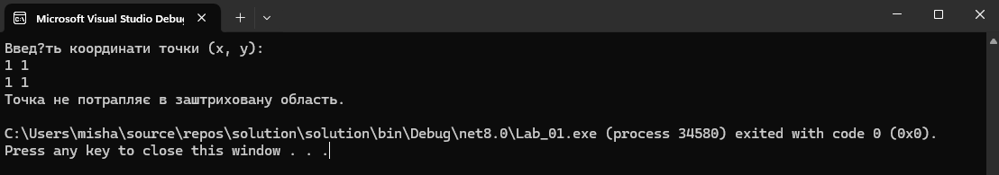 Microsoft Visual Studio Debug
Введ?ть координати точки (x, y):
1 1
1 1
Точка не потрапляє в заштриховану область.
C:\Users\misha\source\repos\solution\solution\bin\Debug\net8.0\Lab_01.exe (process 34580) exited with code 0 (0x0).
Press any key to close this window . . .